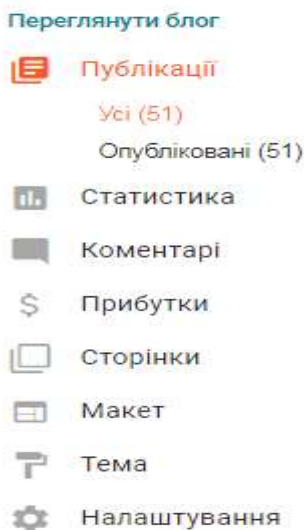 Переглянути блог
Публікації
Усі (51)
Опубліковані (51)
Статистика
Коментарі
Прибутки
Сторінки
Макет
Тема
Налаштування